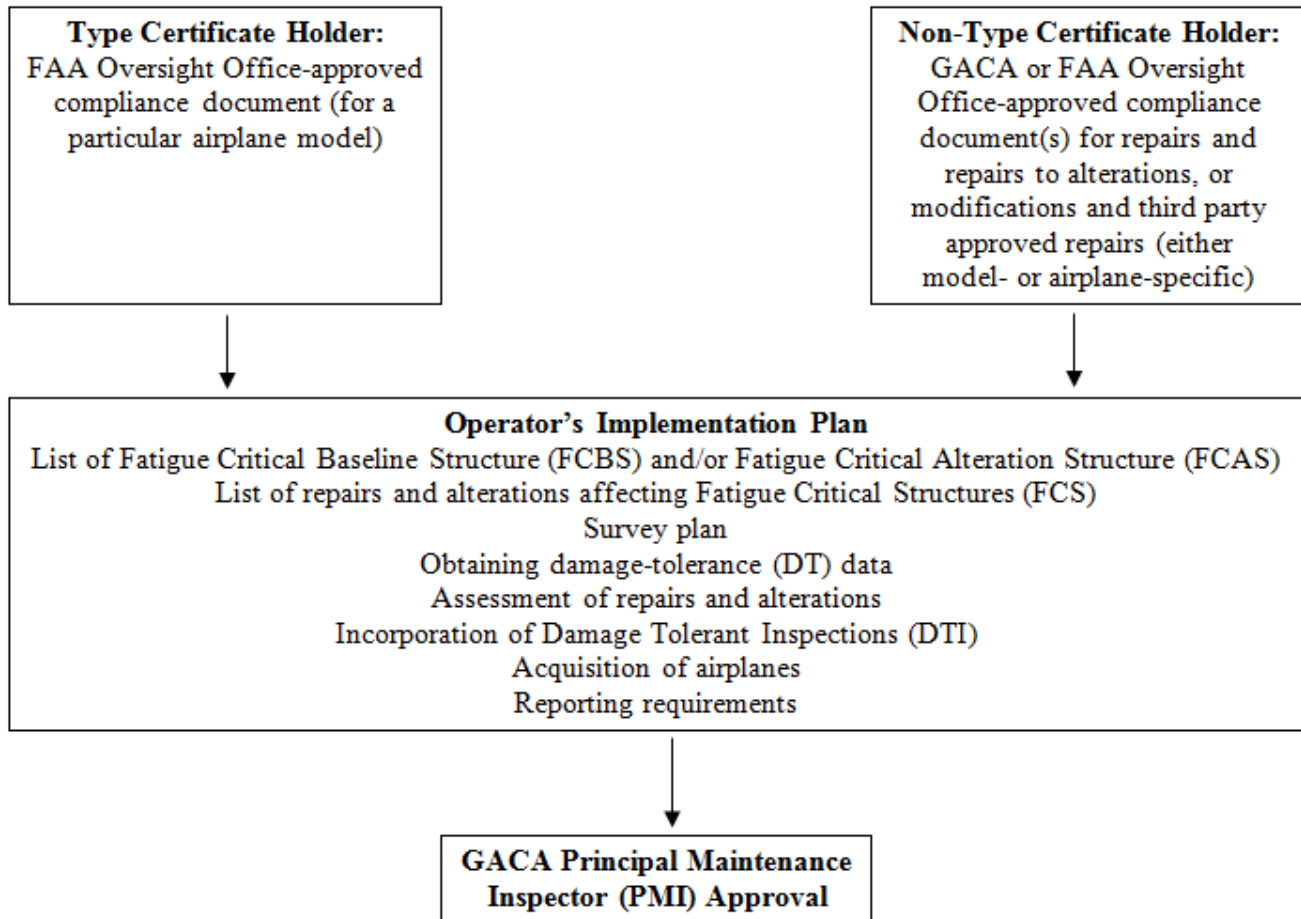 Type Certificate Holder:
FAA Oversight Office-approved
compliance document (for a
particular airplane model)
Non-Type Certificate Holder:
GACA or FAA Oversight
Office-approved compliance
document(s) for repairs and
repairs to alterations, or
modifications and third party
approved repairs (either
model- or airplane-specific)
Operator’s Implementation Plan
List of Fatigue Critical Baseline Structure (FCBS) and/or Fatigue Critical Alteration Structure (FCAS)
List of repairs and alterations affecting Fatigue Critical Structures (FCS)
Survey plan
Obtaining damage-tolerance (DT) data
Assessment of repairs and alterations
Incorporation of Damage Tolerant Inspections (DTI)
Acquisition of airplanes
Reporting requirements
GACA Principal Maintenance
Inspector (PMI) Approval